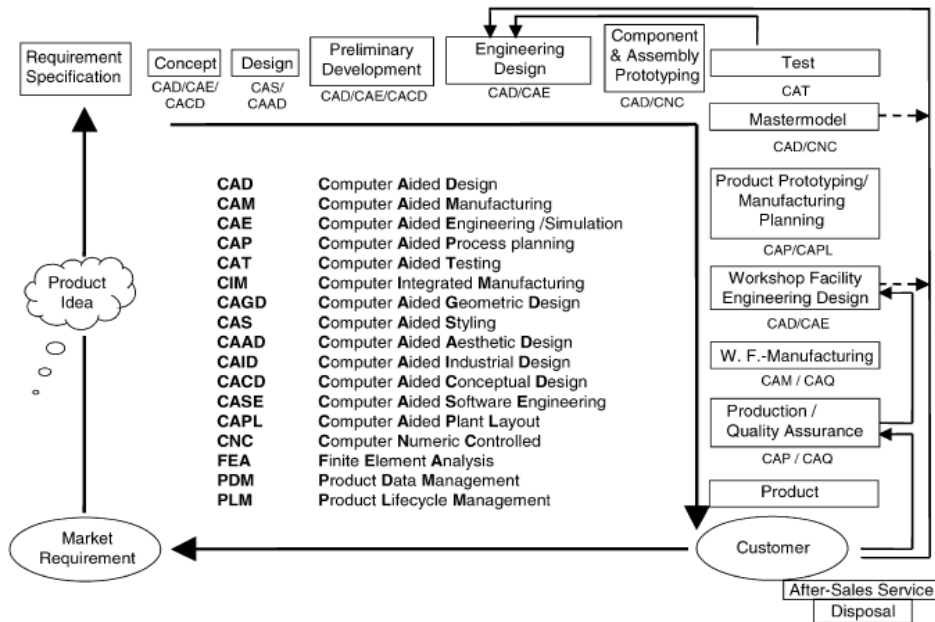 Requirement
Specification
Concept
CAD/CAE/
CACD
Design
CAS/
CAAD
Preliminary
Development
CAD/CAE/CACD
Engineering
Design
CAD/CAE
Component
& Assembly
Prototyping
CAD/CNC
Test
CAT
Mastermodel
CAD/CNC
Product Prototyping/
Manufacturing
Planning
CAP/CAPL
Workshop Facility
Engineering Design
CAD/CAE
W. F.-Manufacturing
CAM / CAQ
Production /
Quality Assurance
CAP / CAQ
Product
CAD Computer Aided Design
CAM Computer Aided Manufacturing
CAE Computer Aided Engineering /Simulation
CAP Computer Aided Process planning
CAT Computer Aided Testing
CIM Computer Integrated Manufacturing
CAGD Computer Aided Geometric Design
CAS Computer Aided Styling
CAAD Computer Aided Aesthetic Design
CAID Computer Aided Industrial Design
CACD Computer Aided Conceptual Design
CASE Computer Aided Software Engineering
CAPL Computer Aided Plant Layout
CNC Computer Numeric Controlled
FEA Finite Element Analysis
PDM Product Data Management
PLM Product Lifecycle Management
Product
Idea
Market
Requirement
Customer
After-Sales Service
Disposal